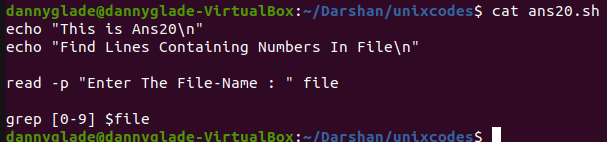 dannyglade@dannyglade-VirtualBox:~/Darshan/unixcodes$ cat ans20.sh
echo "This is Ans20\n"
echo "Find Lines Containing Numbers In File\n"
read -p "Enter The File-Name : " file
grep [0-9] $file
dannyglade@dannyglade-VirtualBox:~/Darshan/unixcodes$